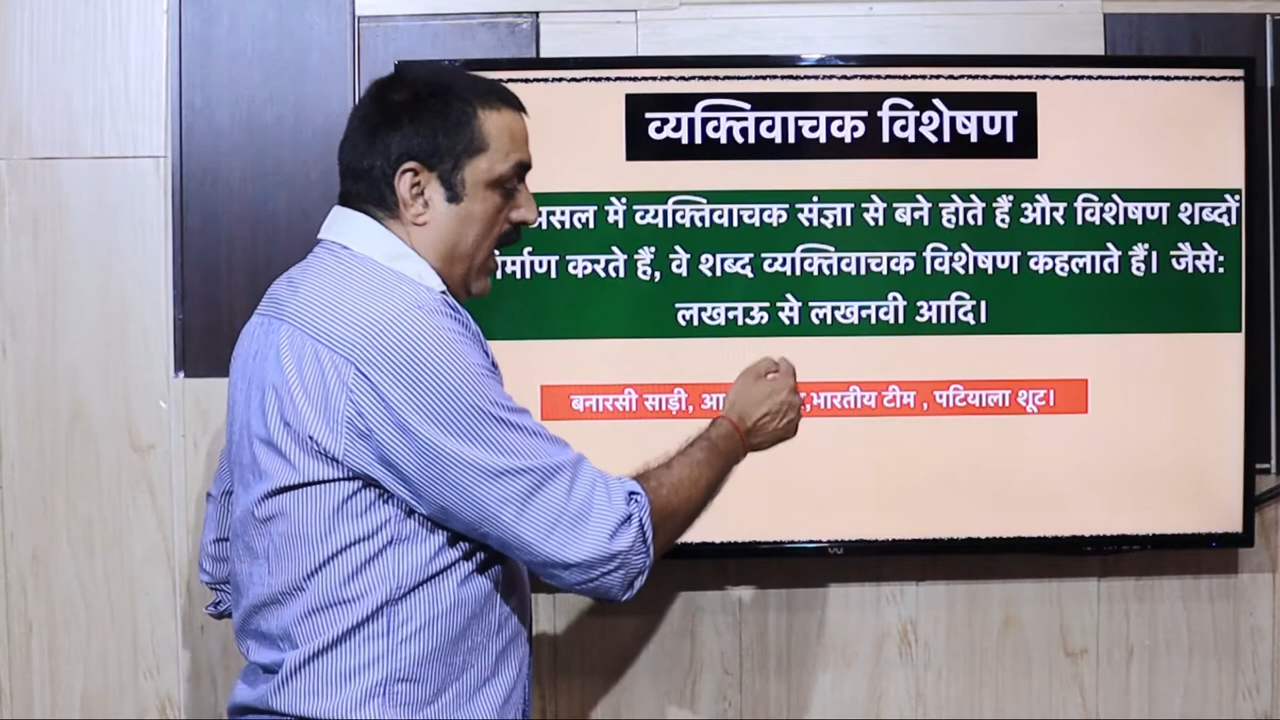 व्यक्तिवाचक विशेषण
में व्यक्तिवाचक संज्ञा से बने होते हैं और विशेषण शब्दों
करते हैं, वे शब्द व्यक्तिवाचक विशेषण कहलाते हैं। जैसे:
लखनऊ से लखनवी आदि।
बनारसी साड़ी, भारतीय टीम , पटियाला शूट।
vu